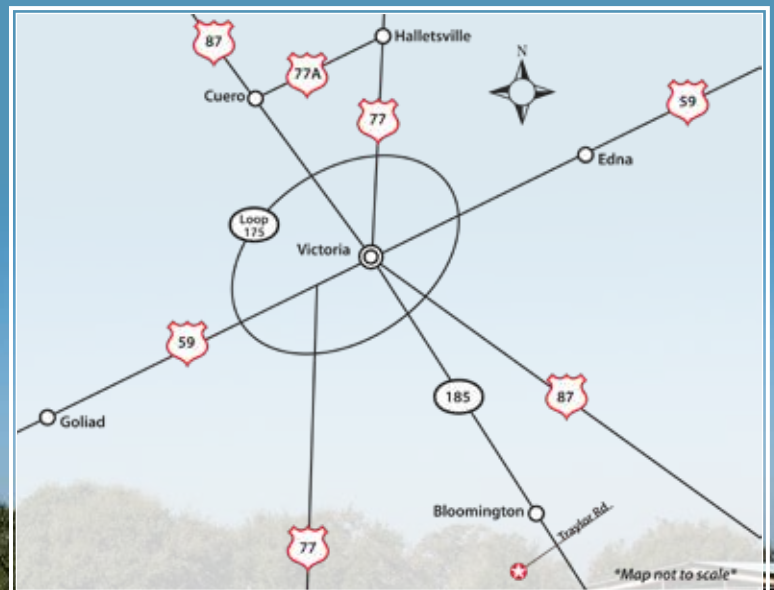 87
Halletsville
N
77A
Cuero
59
77
Edna
Loop
175
Victoria
59
185
87
Goliad
Bloomington
Traylor Rd.
77
*Map not to scale*